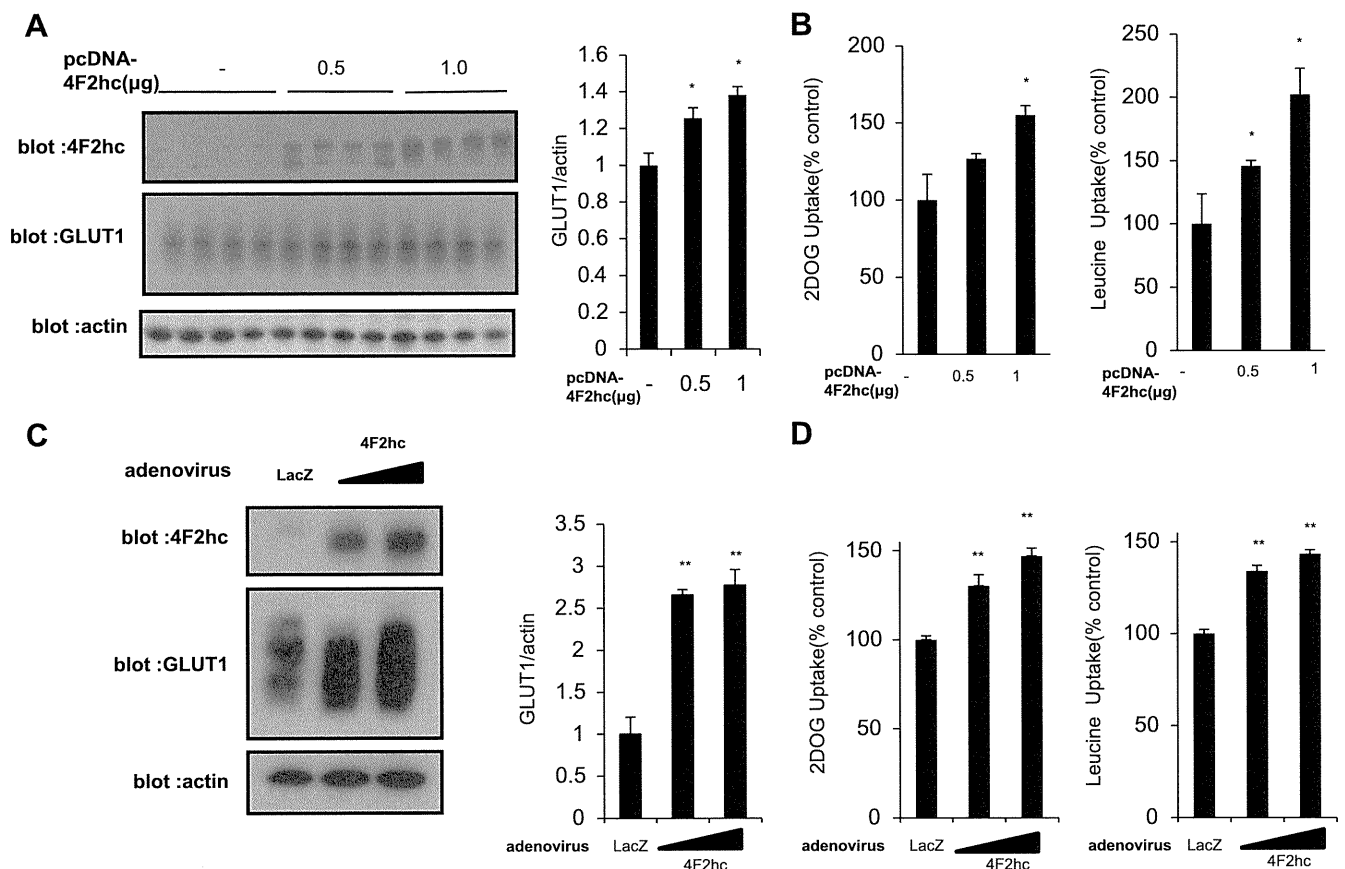 A
pcDNA-
4F2hc(µg)
- 0.5 1.0
blot :4F2hc
blot :GLUT1
blot :actin
GLUT1/actin
1.6
1.4
1.2
1
0.8
0.6
0.4
0.2
0
* *
pcDNA-
4F2hc(µg)
- 0.5 1
B
2DOG Uptake(% control)
200
150
100
50
0
*
pcDNA-
4F2hc(µg)
- 0.5 1
Leucine Uptake(% control)
250
200
150
100
50
0
* *
pcDNA-
4F2hc(µg)
- 0.5 1
C
adenovirus
LacZ
4F2hc
blot :4F2hc
blot :GLUT1
blot :actin
GLUT1/actin
3.5
3
2.5
2
1.5
1
0.5
0
** **
adenovirus LacZ
4F2hc
D
2DOG Uptake(% control)
150
100
50
0
** **
adenovirus LacZ
4F2hc
Leucine Uptake(% control)
150
100
50
0
** **
adenovirus LacZ
4F2hc